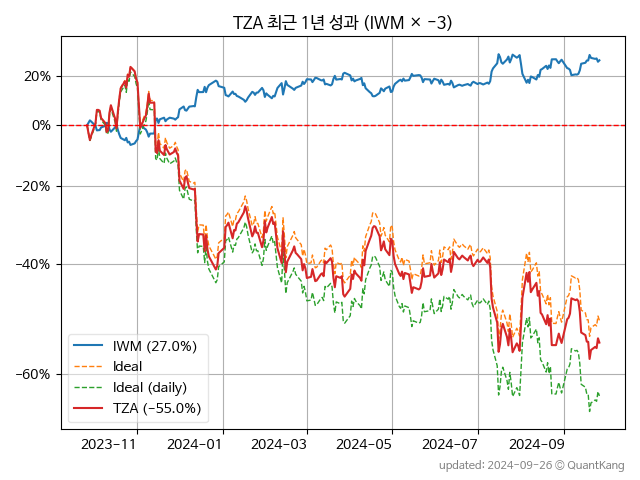 TZA 최근 1년 성과 (IWM × −3)
20%
0%
−20%
−40%
−60%
IWM (27.0%)
Ideal
Ideal (daily)
TZA (−55.0%)
2023−11
2024−01
2024−03
2024−05
2024−07
2024−09
updated: 2024−09−26 © QuantKang